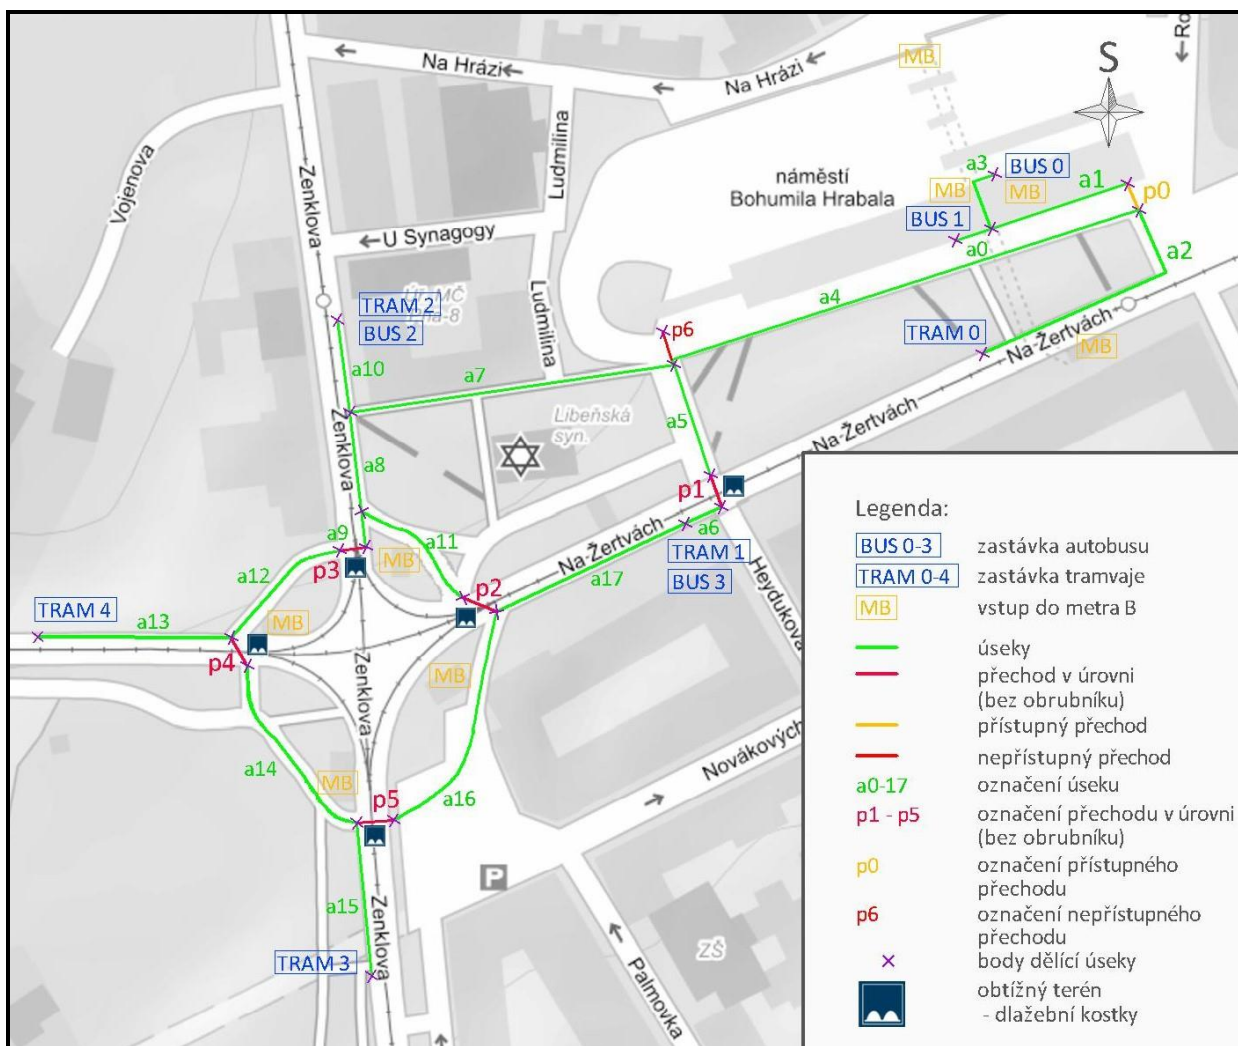 Na Hrázi
Na Hrázi
MB
Ro
S
Vojenova
Zenklova
Ludmilina
náměstí
Bohumila Hrabala
a3
BUS 0
MB
MB
a1
p0
BUS 1
a0
a2
U Synagogy
TRAM 2
BUS 2
Ludmilina
a4
p6
TRAM 0
Na Žertvách
MB
a10
a7
a5
Libeňská
syn.
Zenklova
a8
Na-Žertvách
p1
a9
a11
MB
p3
Na-Žertvách
a6
TRAM 1
BUS 3
a17
Heydukova
a12
p2
TRAM 4
a13
MB
p4
MB
Zenklova
a14
MB
p5
a16
Novákových
P
a15
TRAM 3
Zenklova
ZŠ
Palmovka
Legenda:
BUS 0-3 zastávka autobusu
TRAM 0-4 zastávka tramvaje
MB vstup do metra B
úseky
přechod v úrovni
(bez obrubníku)
přístupný přechod
nepřístupný přechod
a0-17 označení úseku
p1 - p5 označení přechodu v úrovni
(bez obrubníku)
p0 označení přístupného
přechodu
p6 označení nepřístupného
přechodu
body dělící úseky
obtížný terén
- dlažební kostky